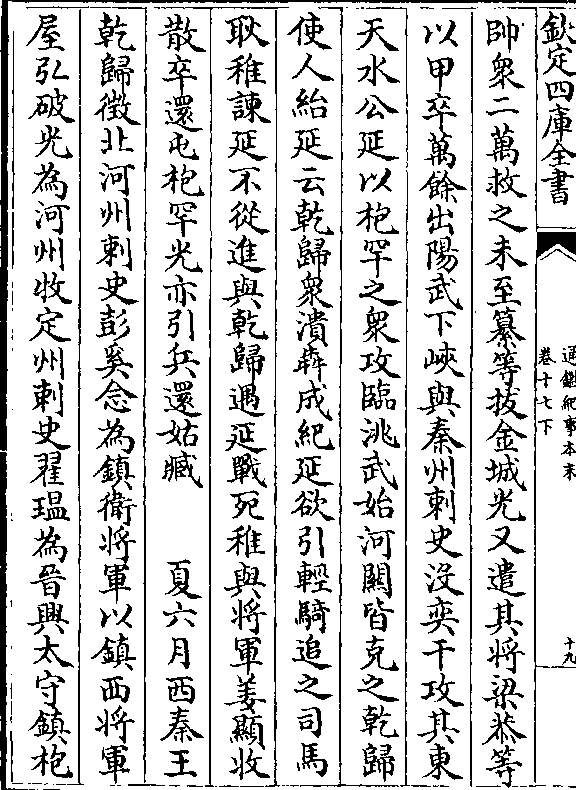 欽定四庫全書
通鑑紀事本末
卷十七下
十九
帥衆二萬救之未至纂等拔金城光又遣其將梁恭等
以甲卒萬餘出陽武下峽與秦州刺史没奕干攻其東
天水公延以枹罕之衆攻臨洮武始河關皆克之乾歸
使人紿延云乾歸衆潰犇成紀延欲引輕騎追之司馬
耿稚諫延不從進與乾歸遇延戰死稚與將軍姜顯收
散卒還屯枹罕光亦引兵還姑臧　夏六月西秦王
乾歸徵北河州刺史彭奚念為鎮衛將軍以鎮西將軍
屋弘破光為河州牧定州刺史翟瑥為晉興太守鎮枹